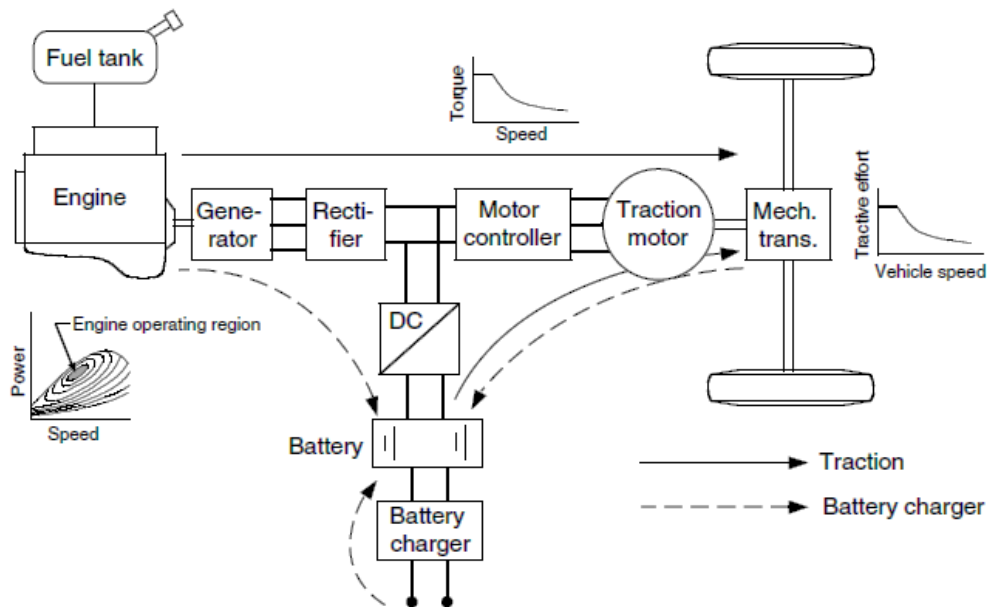 Fuel tank
Torque
Speed
Engine
Gene-
rator
Recti-
fier
Motor
controller
Traction
motor
Mech.
trans.
Tractive effort
Vehicle speed
DC
Engine operating region
Power
Speed
Battery
Traction
Battery charger
Battery
charger